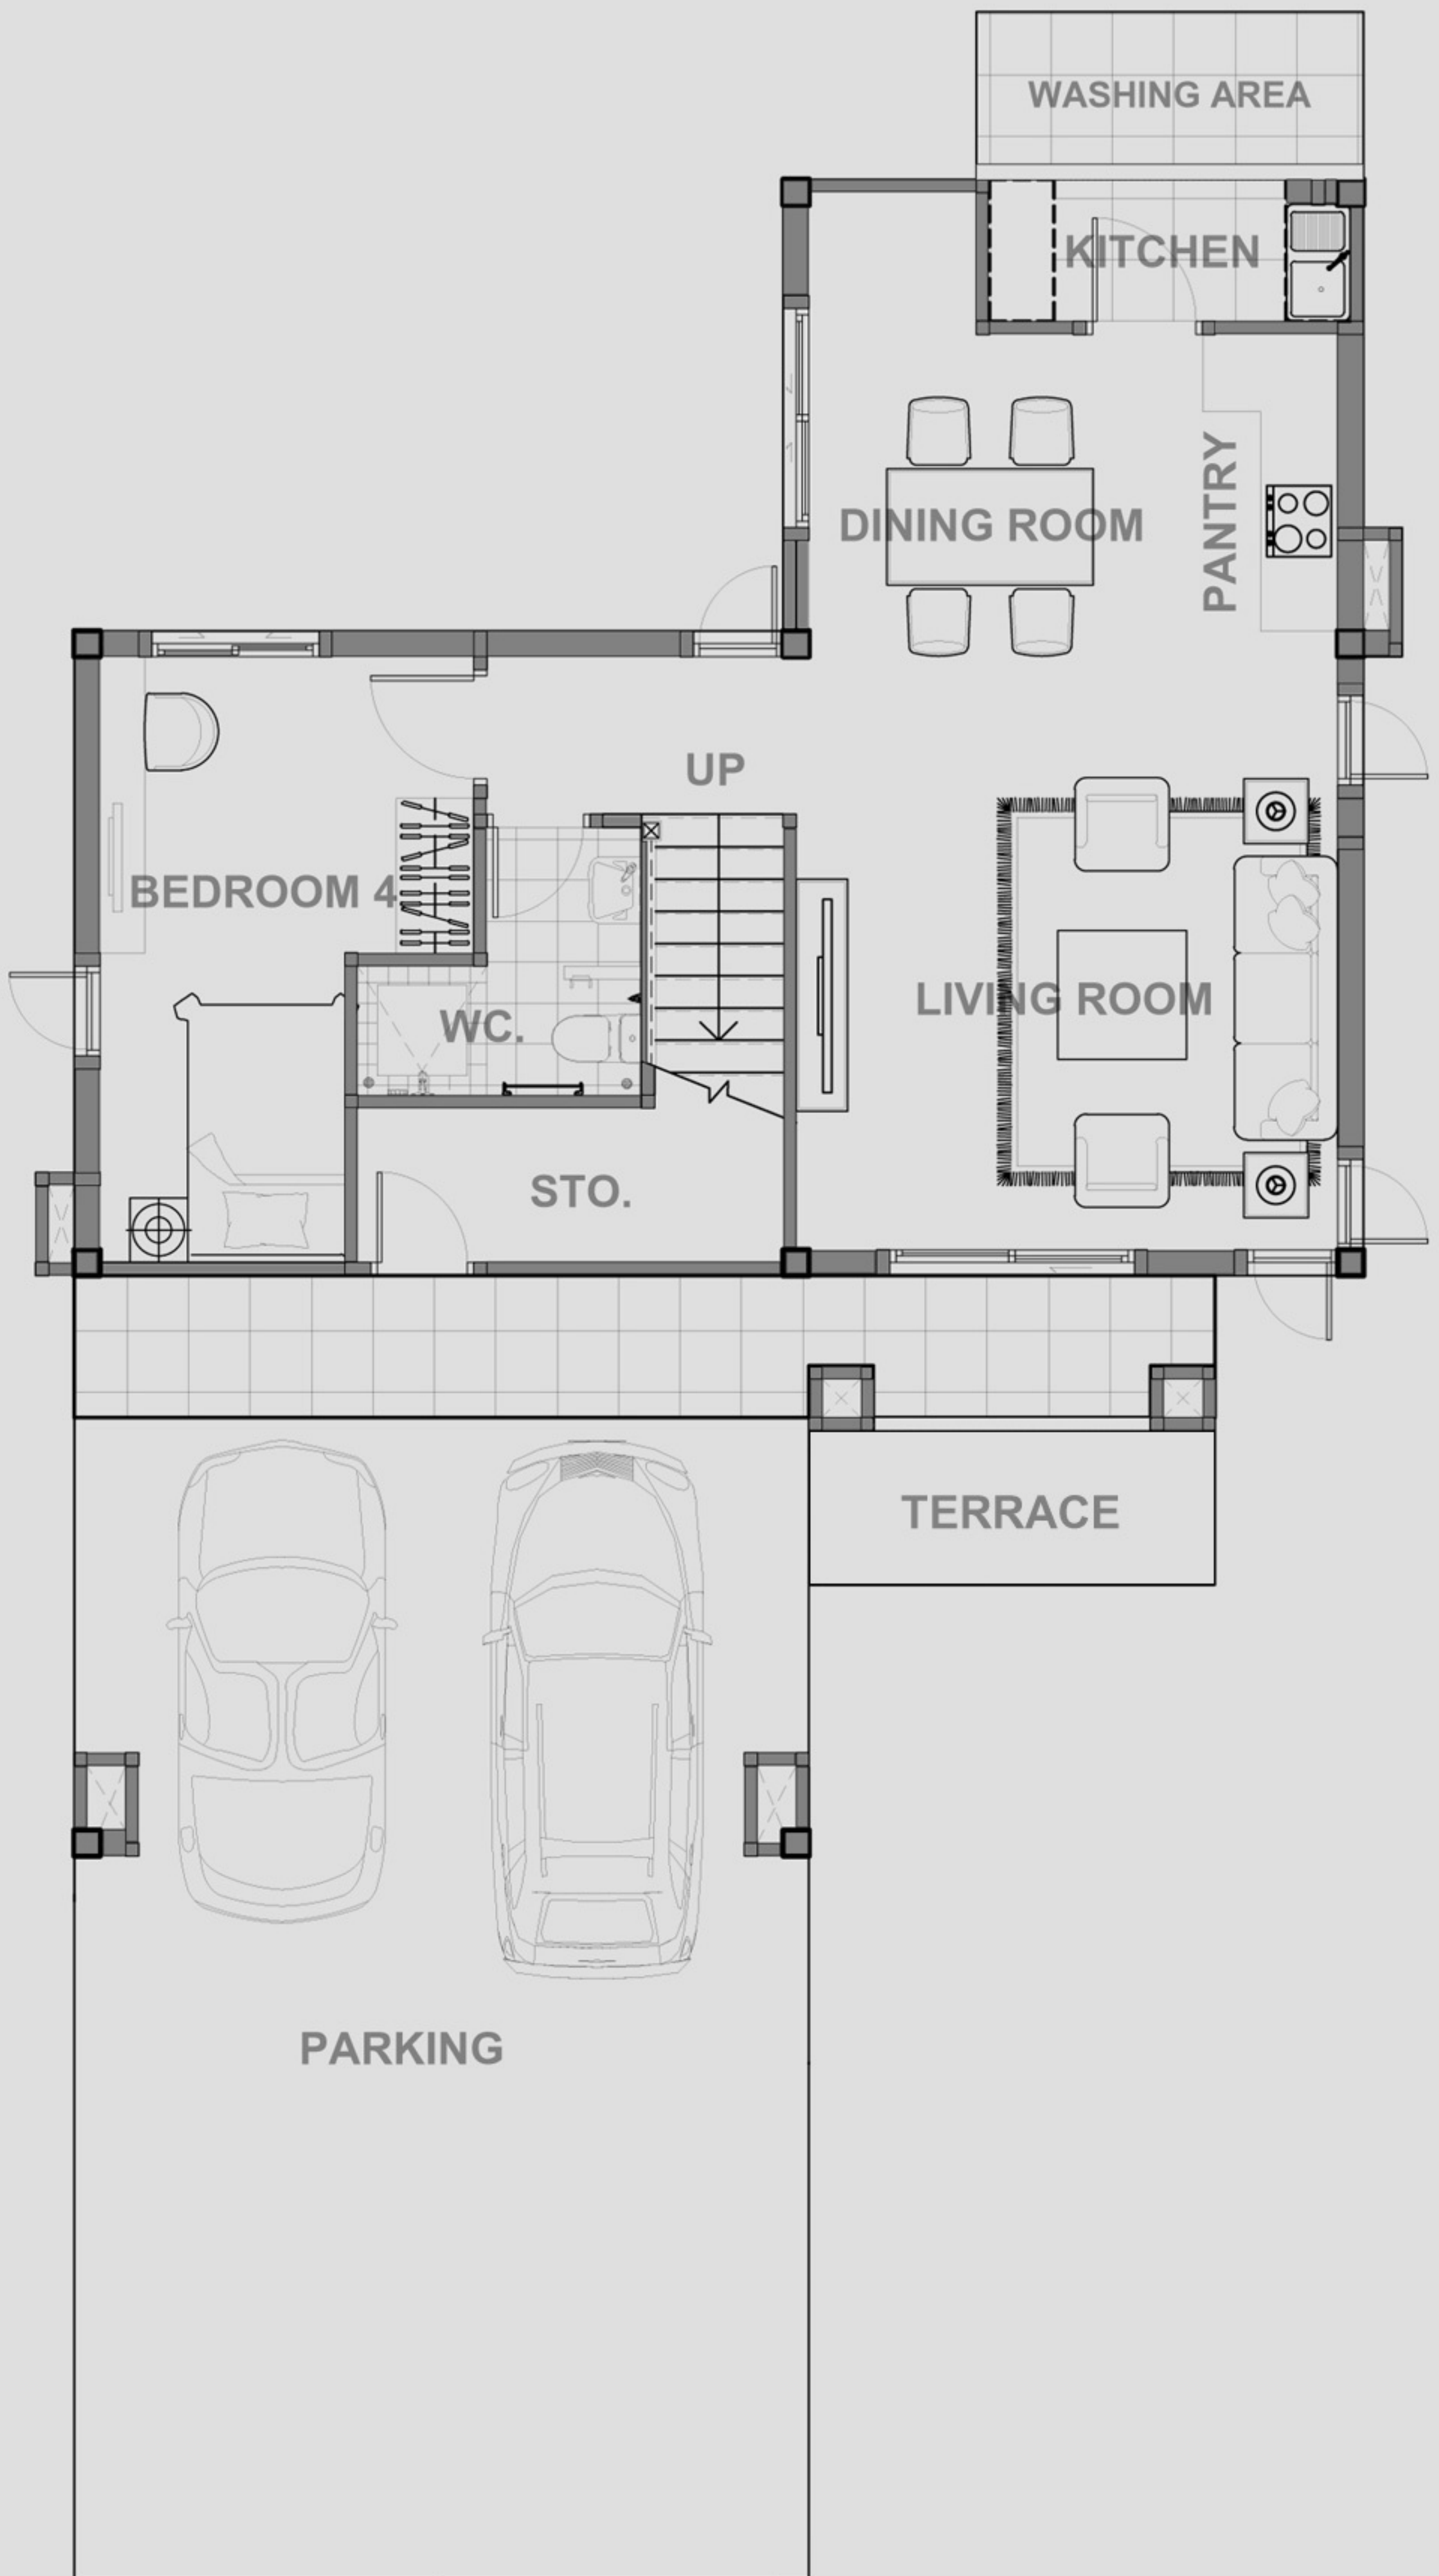 WASHING AREA
KITCHEN
PANTRY
DINING ROOM
UP
BEDROOM 4
WC.
LIVING ROOM
STO.
TERRACE
PARKING